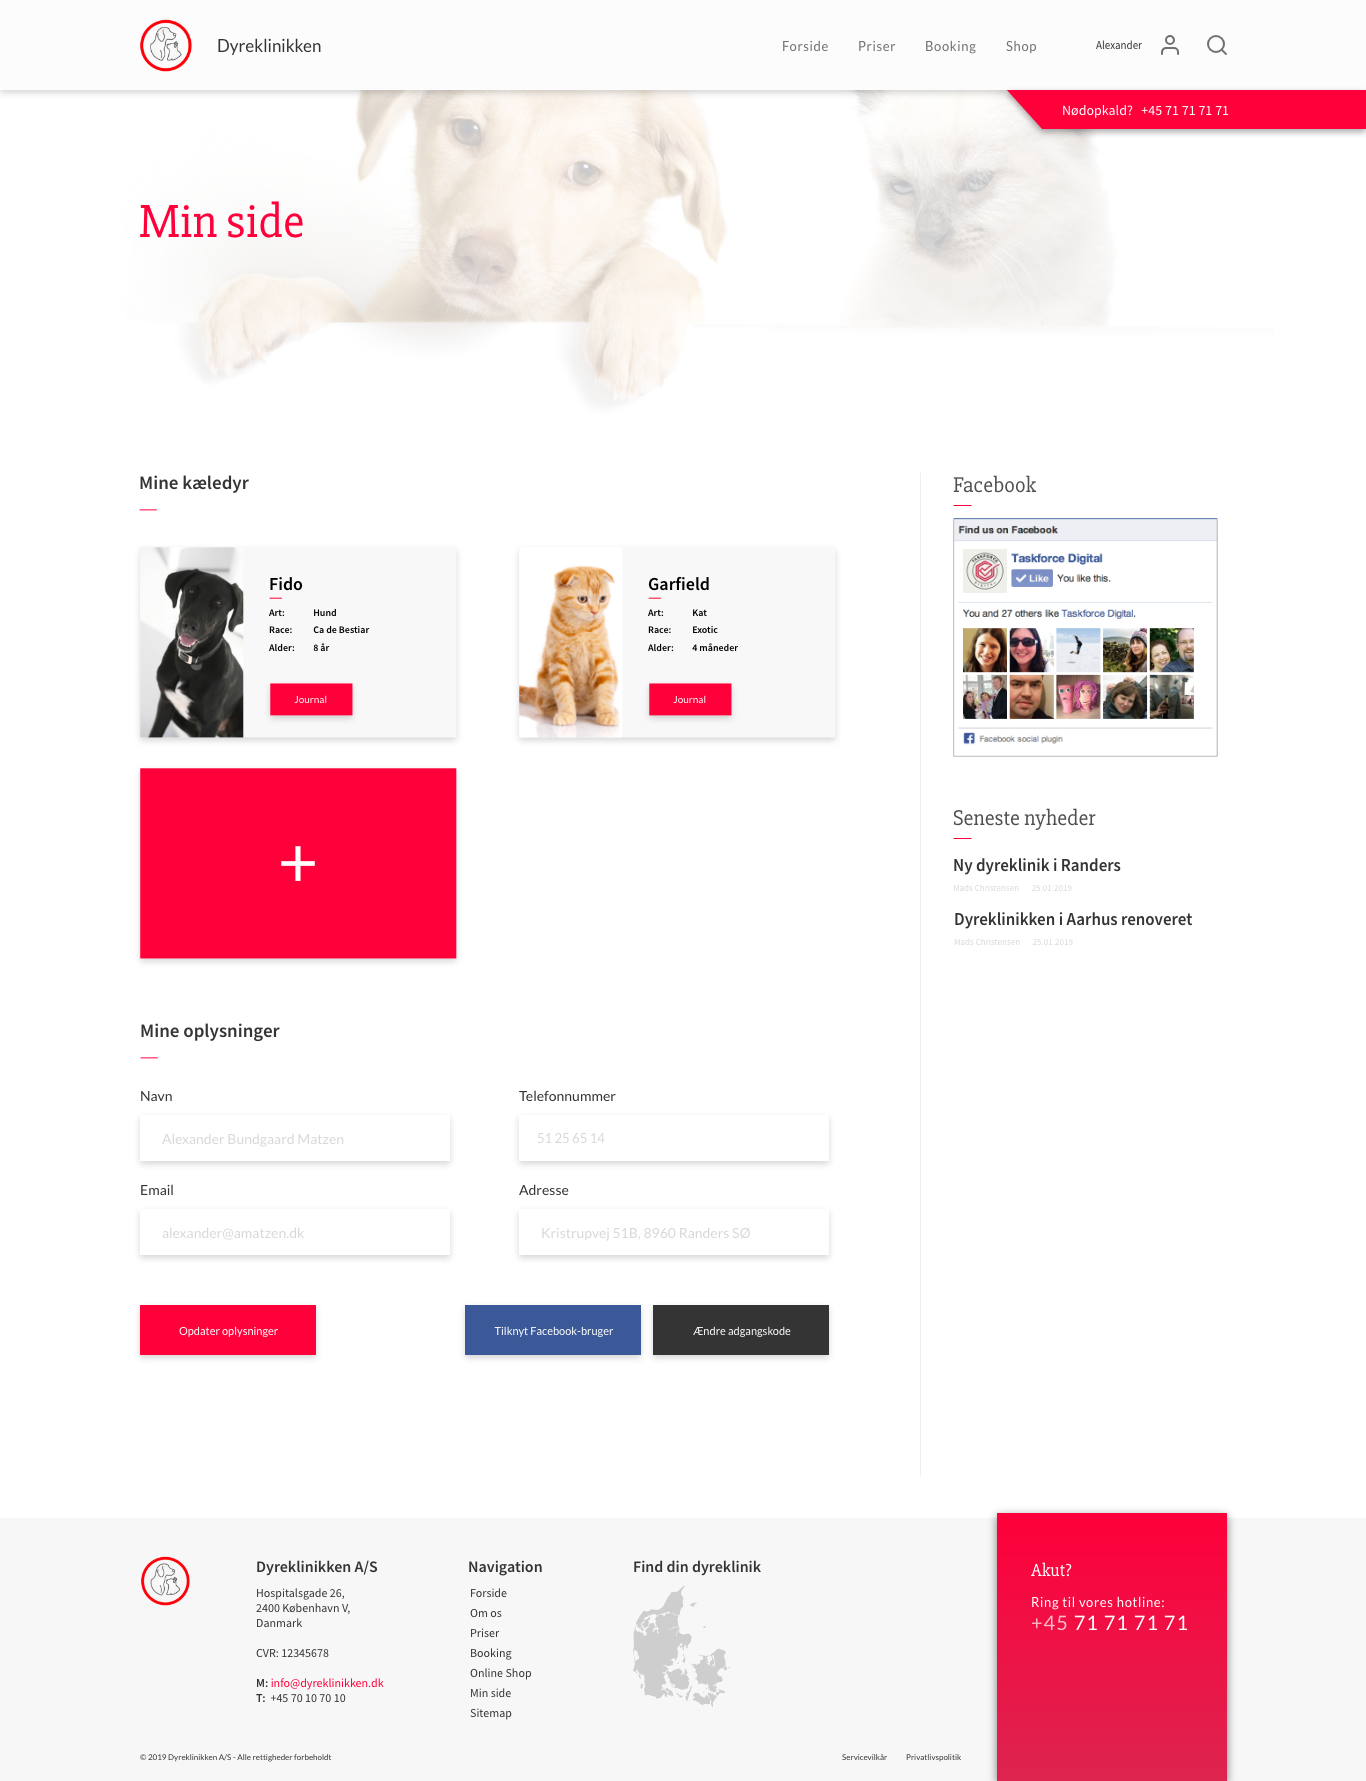 Dyreklinikken
Forside Priser Booking Shop
Alexander
Nødopkald? +45 71 71 71 71
Min side
Mine kæledyr
Fido
Art: Hund
Race: Ca de Bestiar
Alder: 8 år
Journal
Garfield
Art: Kat
Race: Exotic
Alder: 4 måneder
Journal
+
Mine oplysninger
Navn
Alexander Bundgaard Matzen
Telefonnummer
51 25 65 14
Email
alexander@amatzen.dk
Adresse
Kristrupvej 51B, 8960 Randers SØ
Opdater oplysninger
Tilknyt Facebook-bruger
Ændre adgangskode
Facebook
Find us on Facebook
TASKFORCE
Taskforce Digital
Like You like this.
You and 27 others like Taskforce Digital.
Facebook social plugin
Seneste nyheder
Ny dyreklinik i Randers
Mads Christensen 25.01.2019
Dyreklinikken i Aarhus renoveret
Mads Christensen 25.01.2019
Dyreklinikken A/S
Hospitalsgade 26,
2400 København V,
Danmark
CVR: 12345678
M: info@dyreklinikken.dk
T: +45 70 10 70 10
Navigation
Forside
Om os
Priser
Booking
Online Shop
Min side
Sitemap
Find din dyreklinik
Akut?
Ring til vores hotline:
+45 71 71 71 71
© 2019 Dyreklinikken A/S - Alle rettigheder forbeholdt
Servicevilkår Privatlivspolitik